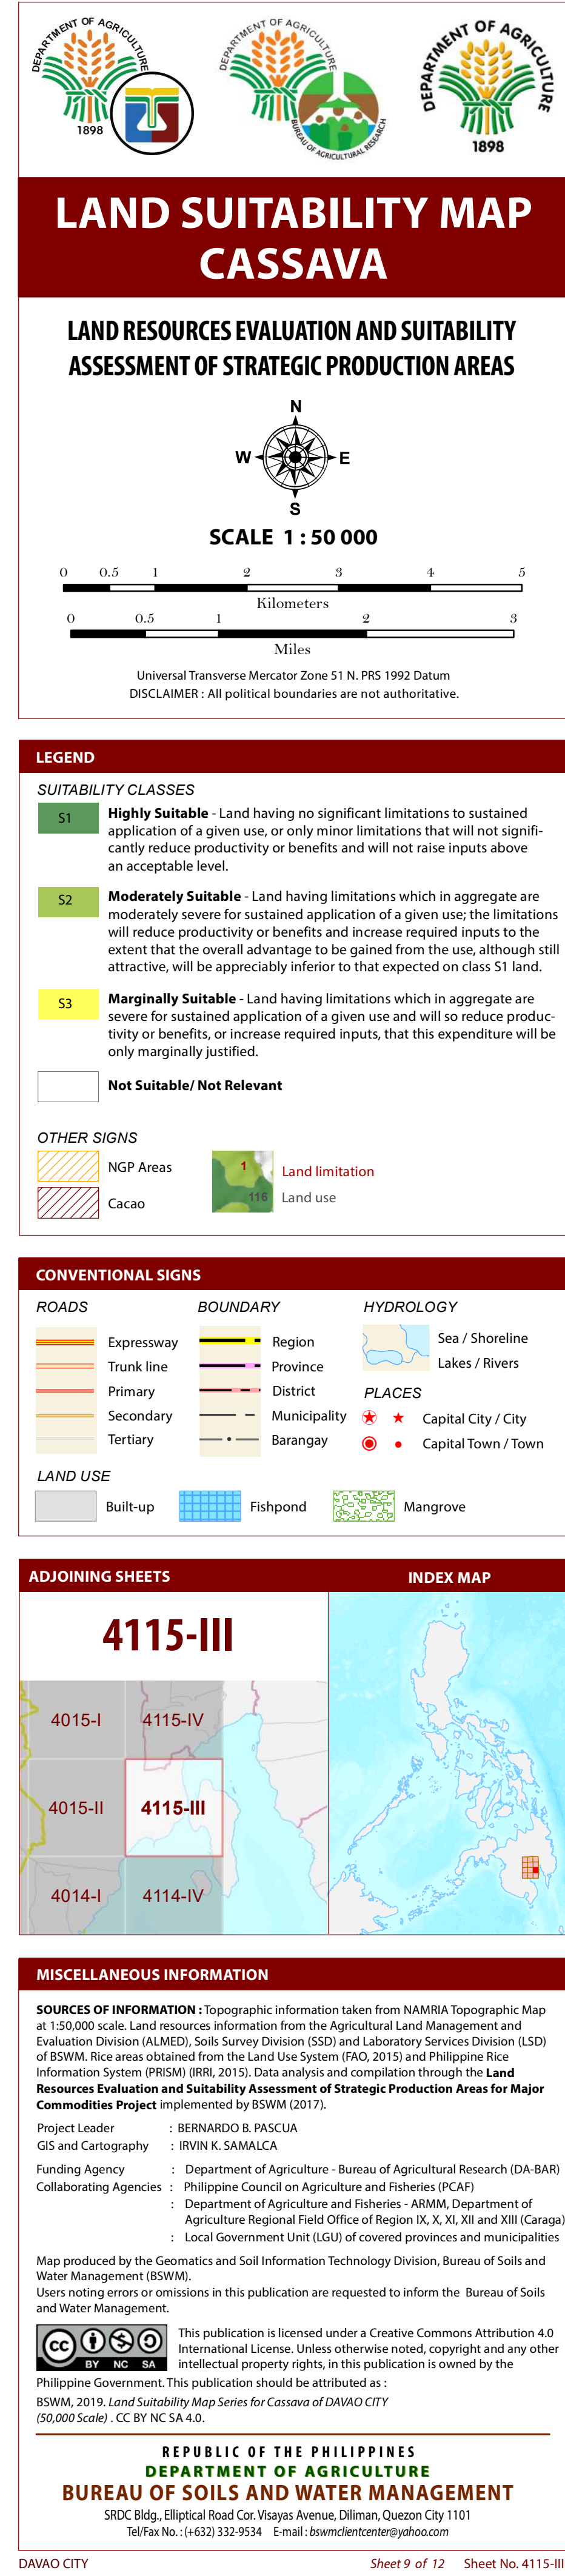 DEPARTMENT OF AGRICULTURE
1898
DEPARTMENT OF AGRICULTURE
BUREAU OF AGRICULTURAL RESEARCH
DEPARTMENT OF AGRICULTURE
1898
LAND SUITABILITY MAP
CASSAVA
LAND RESOURCES EVALUATION AND SUITABILITY
ASSESSMENT OF STRATEGIC PRODUCTION AREAS
N
W E
S
SCALE 1 : 50 000
0 0.5 1 2 3 4 5
Kilometers
0 0.5 1 2 3
Miles
Universal Transverse Mercator Zone 51 N. PRS 1992 Datum
DISCLAIMER : All political boundaries are not authoritative.
LEGEND
SUITABILITY CLASSES
S1
Highly Suitable - Land having no significant limitations to sustained
application of a given use, or only minor limitations that will not signifi-
cantly reduce productivity or benefits and will not raise inputs above
an acceptable level.
S2
Moderately Suitable - Land having limitations which in aggregate are
moderately severe for sustained application of a given use; the limitations
will reduce productivity or benefits and increase required inputs to the
extent that the overall advantage to be gained from the use, although still
attractive, will be appreciably inferior to that expected on class S1 land.
S3
Marginally Suitable - Land having limitations which in aggregate are
severe for sustained application of a given use and will so reduce produc-
tivity or benefits, or increase required inputs, that this expenditure will be
only marginally justified.
Not Suitable/ Not Relevant
OTHER SIGNS
NGP Areas
Cacao
1
116
Land limitation
Land use
CONVENTIONAL SIGNS
ROADS
Expressway
Trunk line
Primary
Secondary
Tertiary
BOUNDARY
Region
Province
District
Municipality
Barangay
HYDROLOGY
Sea / Shoreline
Lakes / Rivers
PLACES
Capital City / City
Capital Town / Town
LAND USE
Built-up
Fishpond
Mangrove
ADJOINING SHEETS
INDEX MAP
4115-III
4015-I 4115-IV
4015-II 4115-III
4014-I 4114-IV
MISCELLANEOUS INFORMATION
SOURCES OF INFORMATION : Topographic information taken from NAMRIA Topographic Map
at 1:50,000 scale. Land resources information from the Agricultural Land Management and
Evaluation Division (ALMED), Soils Survey Division (SSD) and Laboratory Services Division (LSD)
of BSWM. Rice areas obtained from the Land Use System (FAO, 2015) and Philippine Rice
Information System (PRISM) (IRRI, 2015). Data analysis and compilation through the Land
Resources Evaluation and Suitability Assessment of Strategic Production Areas for Major
Commodities Project implemented by BSWM (2017).
Project Leader : BERNARDO B. PASCUA
GIS and Cartography : IRVIN K. SAMALCA
Funding Agency : Department of Agriculture - Bureau of Agricultural Research (DA-BAR)
Collaborating Agencies : Philippine Council on Agriculture and Fisheries (PCAF)
: Department of Agriculture and Fisheries - ARMM, Department of
Agriculture Regional Field Office of Region IX, X, XI, XII and XIII (Caraga)
: Local Government Unit (LGU) of covered provinces and municipalities
Map produced by the Geomatics and Soil Information Technology Division, Bureau of Soils and
Water Management (BSWM).
Users noting errors or omissions in this publication are requested to inform the Bureau of Soils
and Water Management.
cc
BY NC SA
This publication is licensed under a Creative Commons Attribution 4.0
International License. Unless otherwise noted, copyright and any other
intellectual property rights, in this publication is owned by the
Philippine Government. This publication should be attributed as :
BSWM, 2019. Land Suitability Map Series for Cassava of DAVAO CITY
(50,000 Scale) . CC BY NC SA 4.0.
REPUBLIC OF THE PHILIPPINES
DEPARTMENT OF AGRICULTURE
BUREAU OF SOILS AND WATER MANAGEMENT
SRDC Bldg., Elliptical Road Cor. Visayas Avenue, Diliman, Quezon City 1101
Tel/Fax No. : (+632) 332-9534 E-mail : bswmclientcenter@yahoo.com
DAVAO CITY Sheet 9 of 12 Sheet No. 4115-III